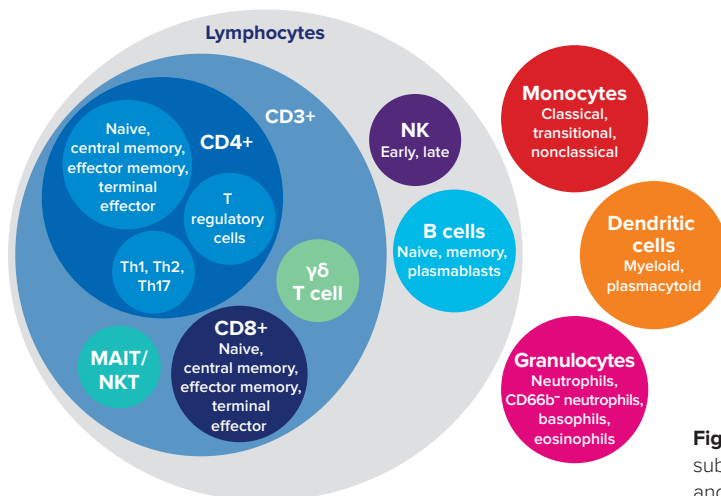 Lymphocytes
CD3+
CD4+
Naive,
central memory,
effector memory,
terminal
effector
T
regulatory
cells
Th1, Th2,
Th17
γδ
T cell
MAIT/
NKT
CD8+
Naive,
central memory,
effector memory,
terminal
effector
NK
Early, late
B cells
Naive, memory,
plasmablasts
Monocytes
Classical,
transitional,
nonclassical
Dendritic
cells
Myeloid,
plasmacytoid
Granulocytes
Neutrophils,
CD66b⁻ neutrophils,
basophils,
eosinophils
Fig
sub
and